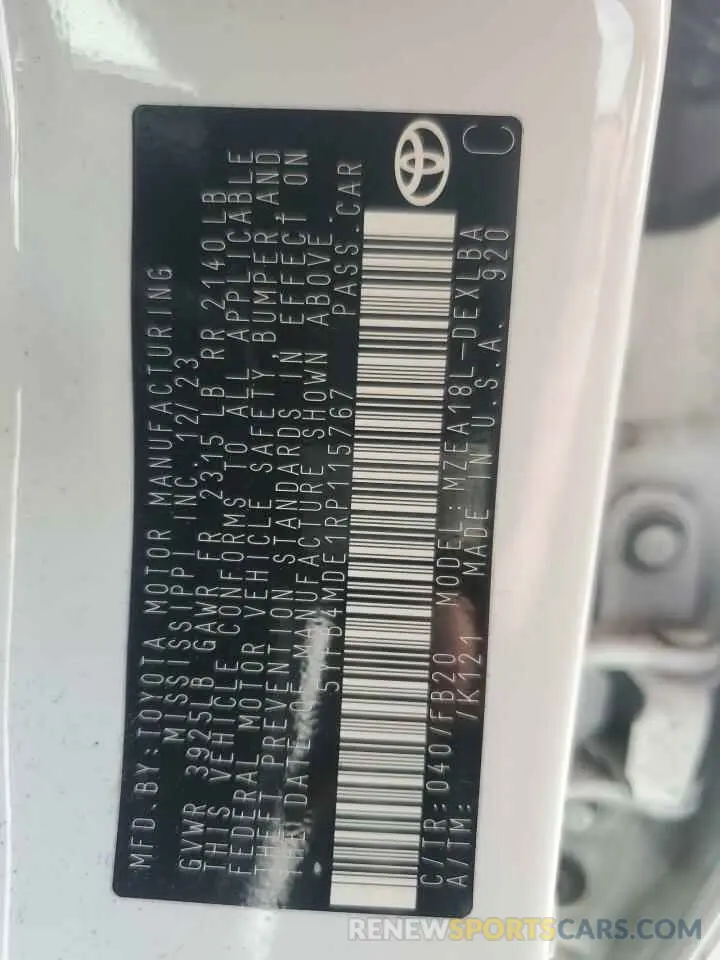 MFD.BY:TOYOTA MOTOR MANUFACTURING
MISSISSIPPI INC. 12/23
GVWR 3925LB GAWR FR 2315 LB RR 2140LB
THIS VEHICLE CONFORMS TO ALL APPLICABLE
FEDERAL MOTOR VEHICLE SAFETY, BUMPER, AND
THEFT PREVENTION STANDARDS IN EFFECT ON
THE DATE OF MANUFACTURE SHOWN ABOVE.
5YFB4MDE1RP115767 PASS.CAR
C/TR:040/FB20 MODEL:MZEA18L-DEXLBA
A/TM: /K121 MADE IN U.S.A. 920
C
RENEWSPORTSCARS.COM